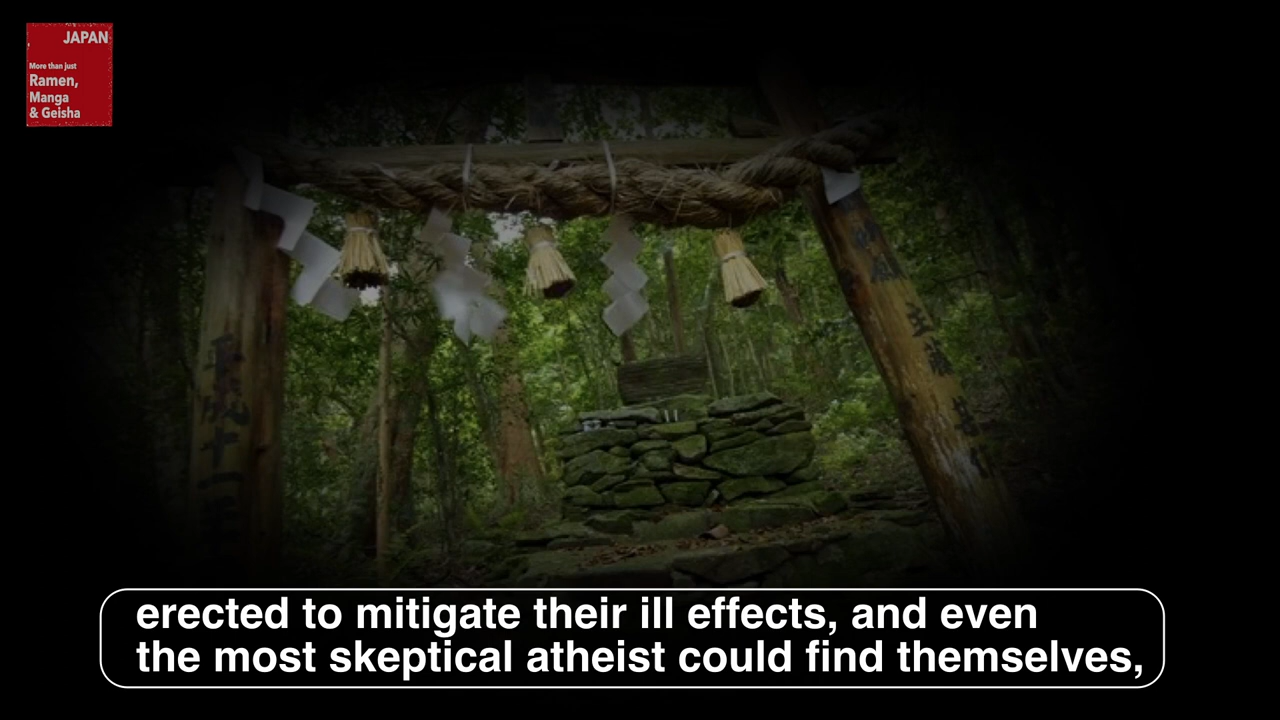 JAPAN
More than just
Ramen,
Manga
& Geisha
erected to mitigate their ill effects, and even
the most skeptical atheist could find themselves,